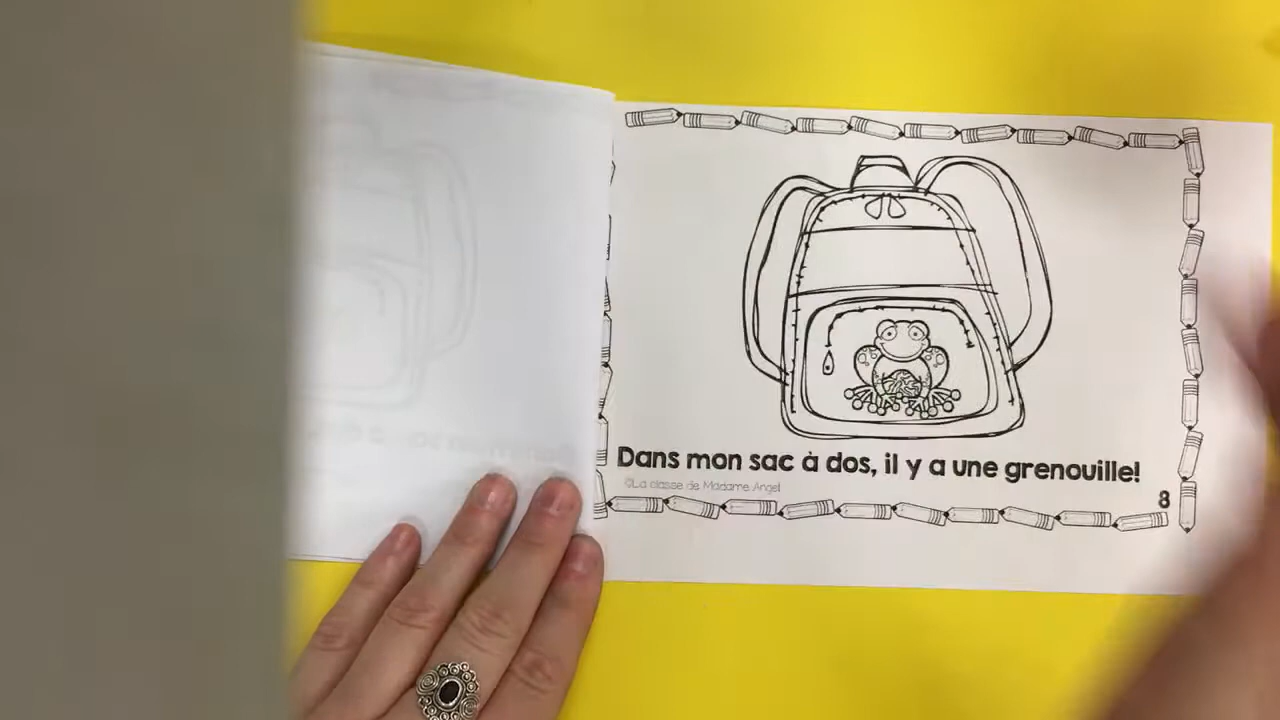 Dans mon sac à dos, il y a une grenouille!
©La classe de Madame Angel
8